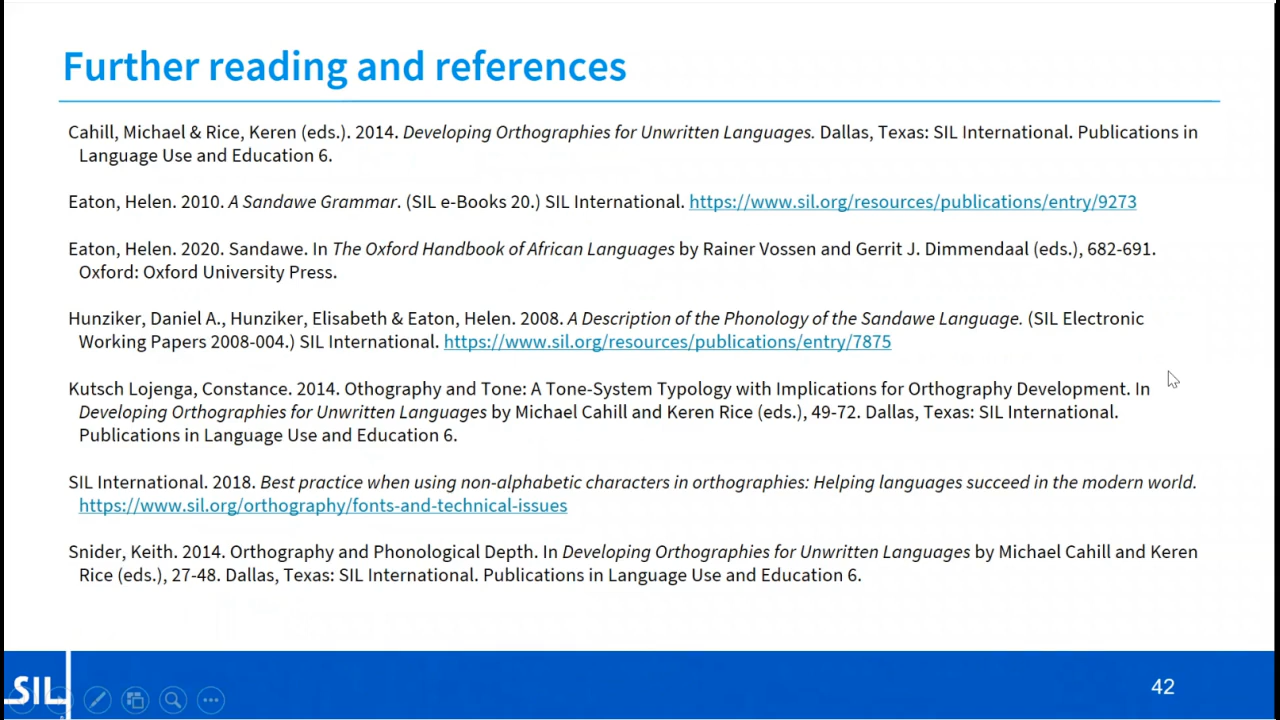 Further reading and references
Cahill, Michael & Rice, Keren (eds.). 2014. Developing Orthographies for Unwritten Languages. Dallas, Texas: SIL International. Publications in
Language Use and Education 6.
Eaton, Helen. 2010. A Sandawe Grammar. (SIL e-Books 20.) SIL International. https://www.sil.org/resources/publications/entry/9273
Eaton, Helen. 2020. Sandawe. In The Oxford Handbook of African Languages by Rainer Vossen and Gerrit J. Dimmendaal (eds.), 682-691.
Oxford: Oxford University Press.
Hunziker, Daniel A., Hunziker, Elisabeth & Eaton, Helen. 2008. A Description of the Phonology of the Sandawe Language. (SIL Electronic
Working Papers 2008-004.) SIL International. https://www.sil.org/resources/publications/entry/7875
Kutsch Lojenga, Constance. 2014. Othography and Tone: A Tone-System Typology with Implications for Orthography Development. In
Developing Orthographies for Unwritten Languages by Michael Cahill and Keren Rice (eds.), 49-72. Dallas, Texas: SIL International.
Publications in Language Use and Education 6.
SIL International. 2018. Best practice when using non-alphabetic characters in orthographies: Helping languages succeed in the modern world.
https://www.sil.org/orthography/fonts-and-technical-issues
Snider, Keith. 2014. Orthography and Phonological Depth. In Developing Orthographies for Unwritten Languages by Michael Cahill and Keren
Rice (eds.), 27-48. Dallas, Texas: SIL International. Publications in Language Use and Education 6.
SIL
42